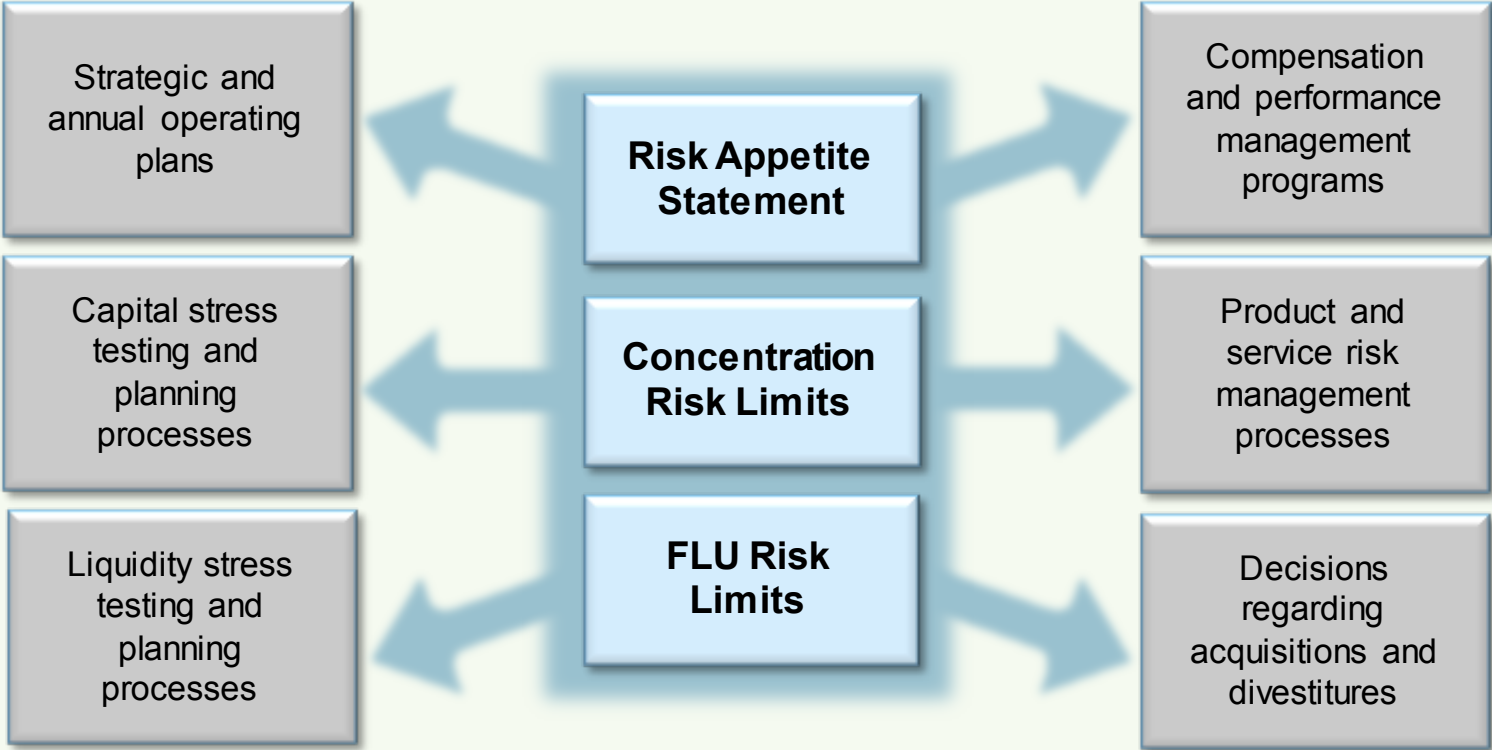 Strategic and
annual operating
plans
Capital stress
testing and
planning
processes
Liquidity stress
testing and
planning
processes
Risk Appetite
Statement
Concentration
Risk Limits
FLU Risk
Limits
Compensation
and performance
management
programs
Product and
service risk
management
processes
Decisions
regarding
acquisitions and
divestitures